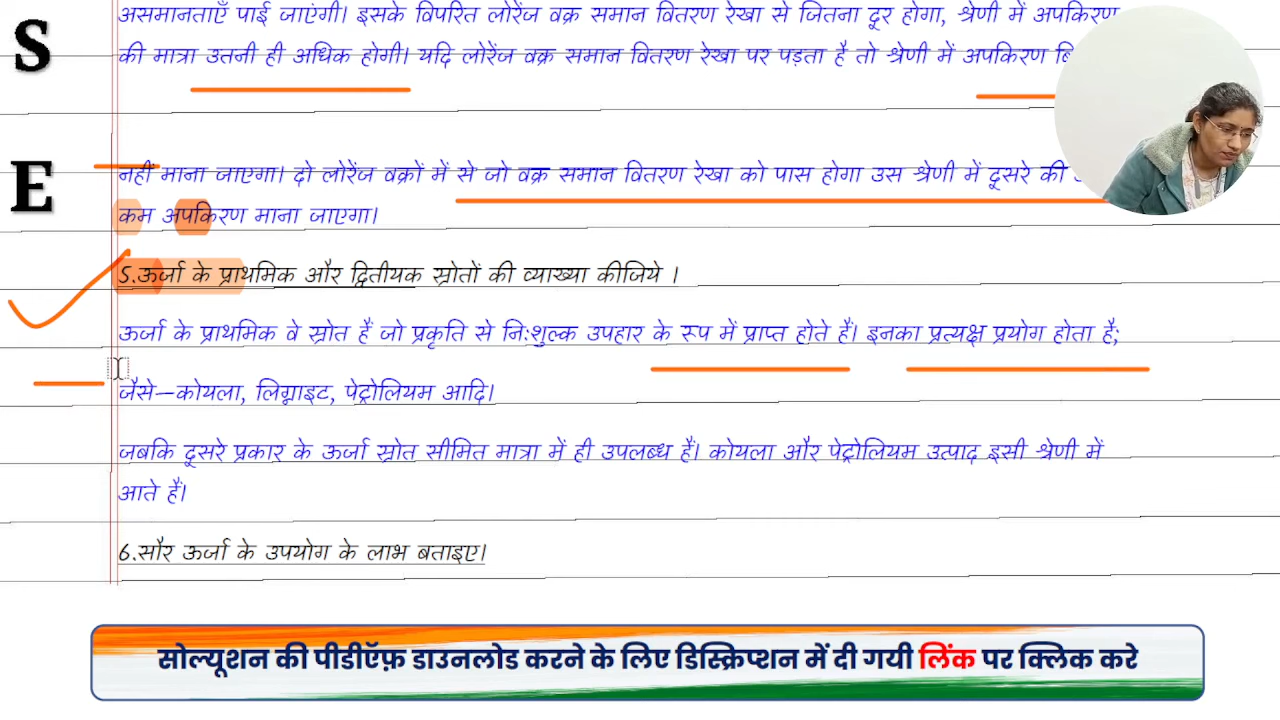 असमानताएँ पाई जाएंगी। इसके विपरित लोरेंज वक्र समान वितरण रेखा से जितना दूर होगा, श्रेणी में अपकिरण
S
की मात्रा उतनी ही अधिक होगी। यदि लोरेंज वक्र समान वितरण रेखा पर पड़ता है तो श्रेणी में अपकिरण
E
नहीं माना जाएगा। दो लोरेंज वक्रों में से जो वक्र समान वितरण रेखा को पास होगा उस श्रेणी में दूसरे की
कम अपकिरण माना जाएगा।
5.ऊर्जा के प्राथमिक और द्वितीयक स्रोतों की व्याख्या कीजिये ।
ऊर्जा के प्राथमिक वे स्रोत हैं जो प्रकृति से निःशुल्क उपहार के रूप में प्राप्त होते हैं। इनका प्रत्यक्ष प्रयोग होता है;
जैसे—कोयला, लिग्नाइट, पेट्रोलियम आदि।
जबकि दूसरे प्रकार के ऊर्जा स्रोत सीमित मात्रा में ही उपलब्ध हैं। कोयला और पेट्रोलियम उत्पाद इसी श्रेणी में
आते हैं।
6.सौर ऊर्जा के उपयोग के लाभ बताइए।
सोल्यूशन की पीडीऍफ़ डाउनलोड करने के लिए डिस्क्रिप्शन में दी गयी लिंक पर क्लिक करे